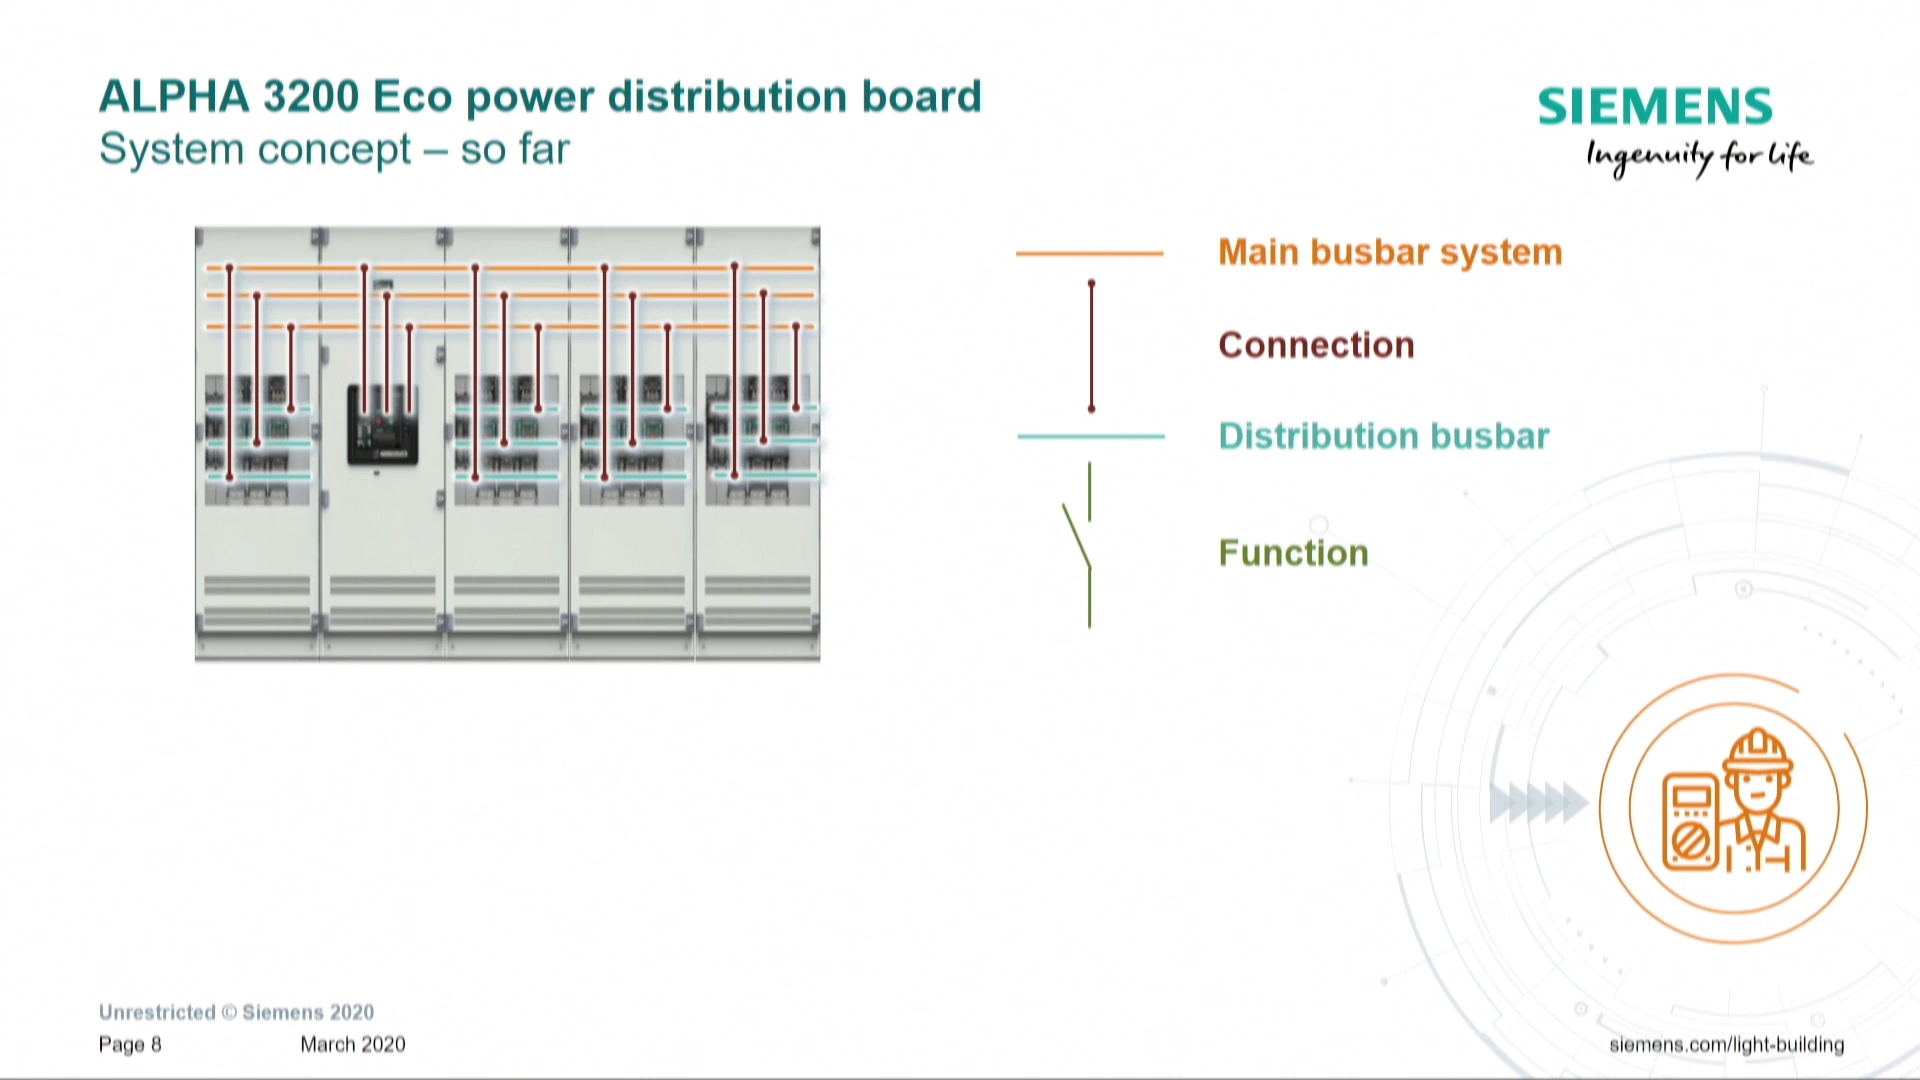 ALPHA 3200 Eco power distribution board
System concept – so far
SIEMENS
Ingenuity for life
Main busbar system
Connection
Distribution busbar
Function
Unrestricted © Siemens 2020
Page 8
March 2020
siemens.com/light-building